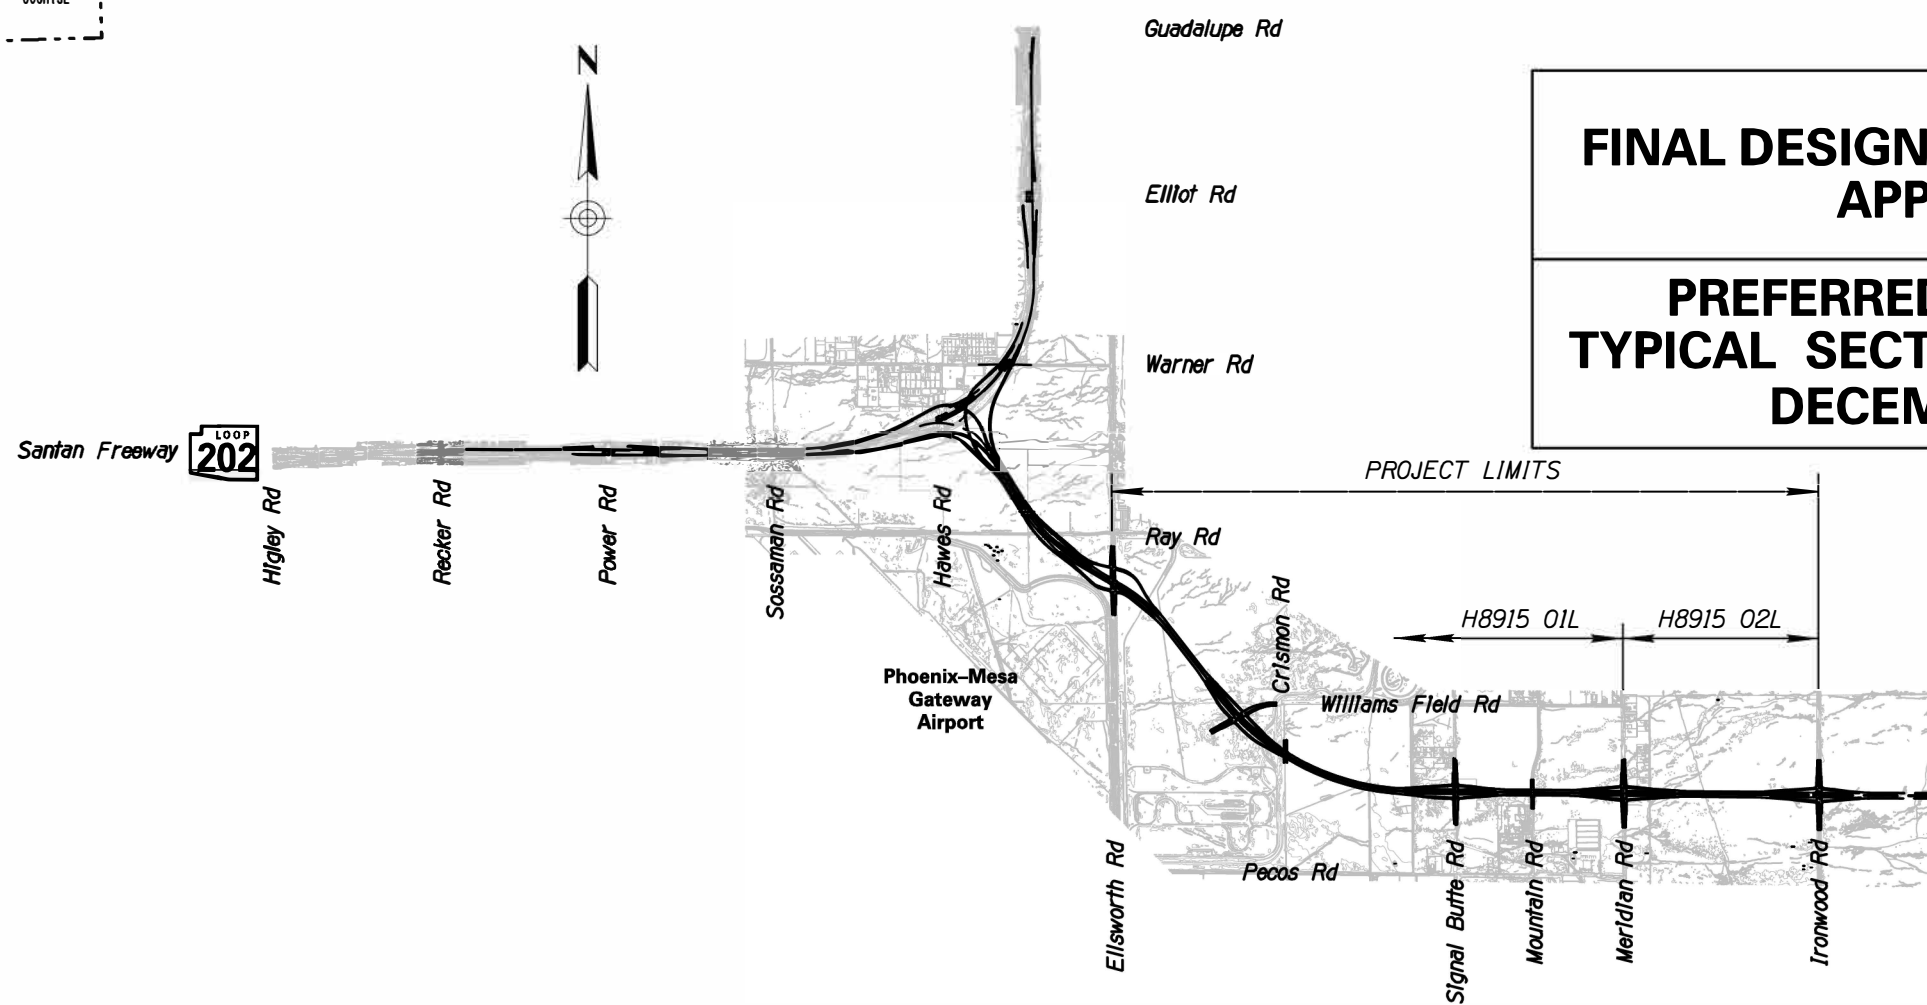 N
Guadalupe Rd
Elliot Rd
Warner Rd
FINAL DESIGN
APP
PREFERRED
TYPICAL SECT
DECEM
Santan Freeway
LOOP
202
Higley Rd
Recker Rd
Power Rd
Sossaman Rd
Hawes Rd
PROJECT LIMITS
Ray Rd
Crismon Rd
H8915 01L
H8915 02L
Phoenix–Mesa
Gateway
Airport
Williams Field Rd
Pecos Rd
Ellsworth Rd
Signal Butte Rd
Mountain Rd
Meridian Rd
Ironwood Rd